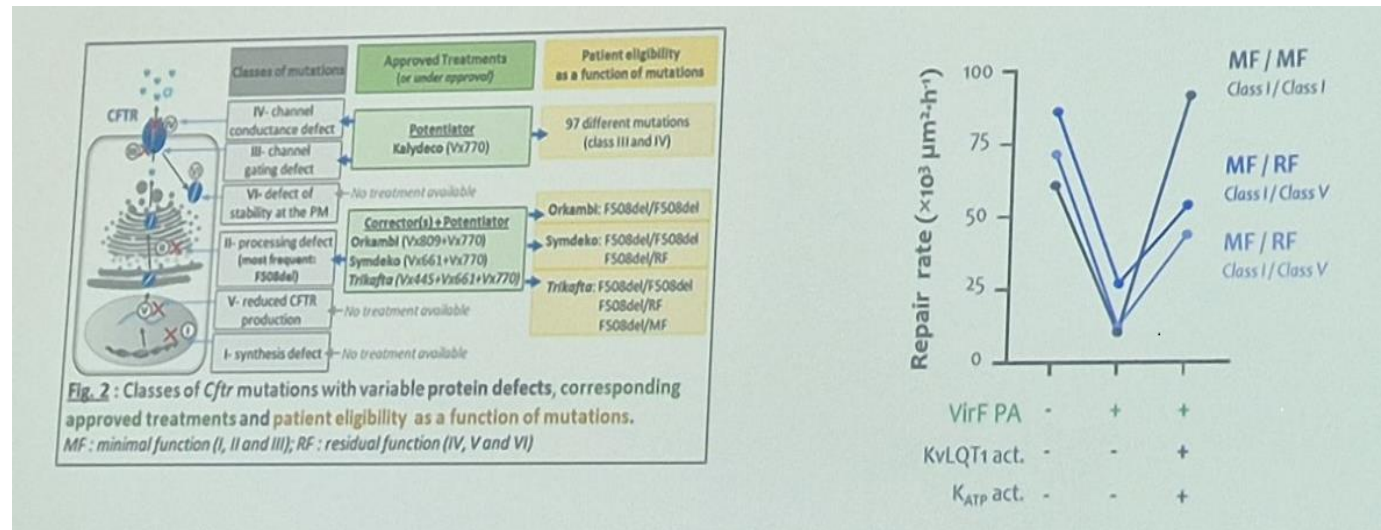 Classes of mutations
Approved Treatments
(or under approval)
Patient eligibility
as a function of mutations
Cl
CFTR
IV- channel
conductance defect
III- channel
gating defect
Potentiator
Kalydeco (Vx770)
97 different mutations
(class III and IV)
VI- defect of
stability at the PM
No treatment available
II- processing defect
(most frequent:
F508del)
Corrector(s)+Potentiator
Orkambi (Vx809+Vx770)
Symdeko (Vx661+Vx770)
Trikafta (Vx445+Vx661+Vx770)
Orkambi: F508del/F508del
Symdeko: F508del/F508del
F508del/RF
Trikafta: F508del/F508del
F508del/RF
F508del/MF
V- reduced CFTR
production
No treatment available
I- synthesis defect
No treatment available
Fig. 2 : Classes of Cftr mutations with variable protein defects, corresponding
approved treatments and patient eligibility as a function of mutations.
MF : minimal function (I, II and III); RF : residual function (IV, V and VI)
Repair rate (×10³ µm²·h⁻¹)
100
75
50
25
0
MF / MF
Class I / Class I
MF / RF
Class I / Class V
MF / RF
Class I / Class V
VirF PA - + +
KvLQT1 act. - - +
KATP act. - - +